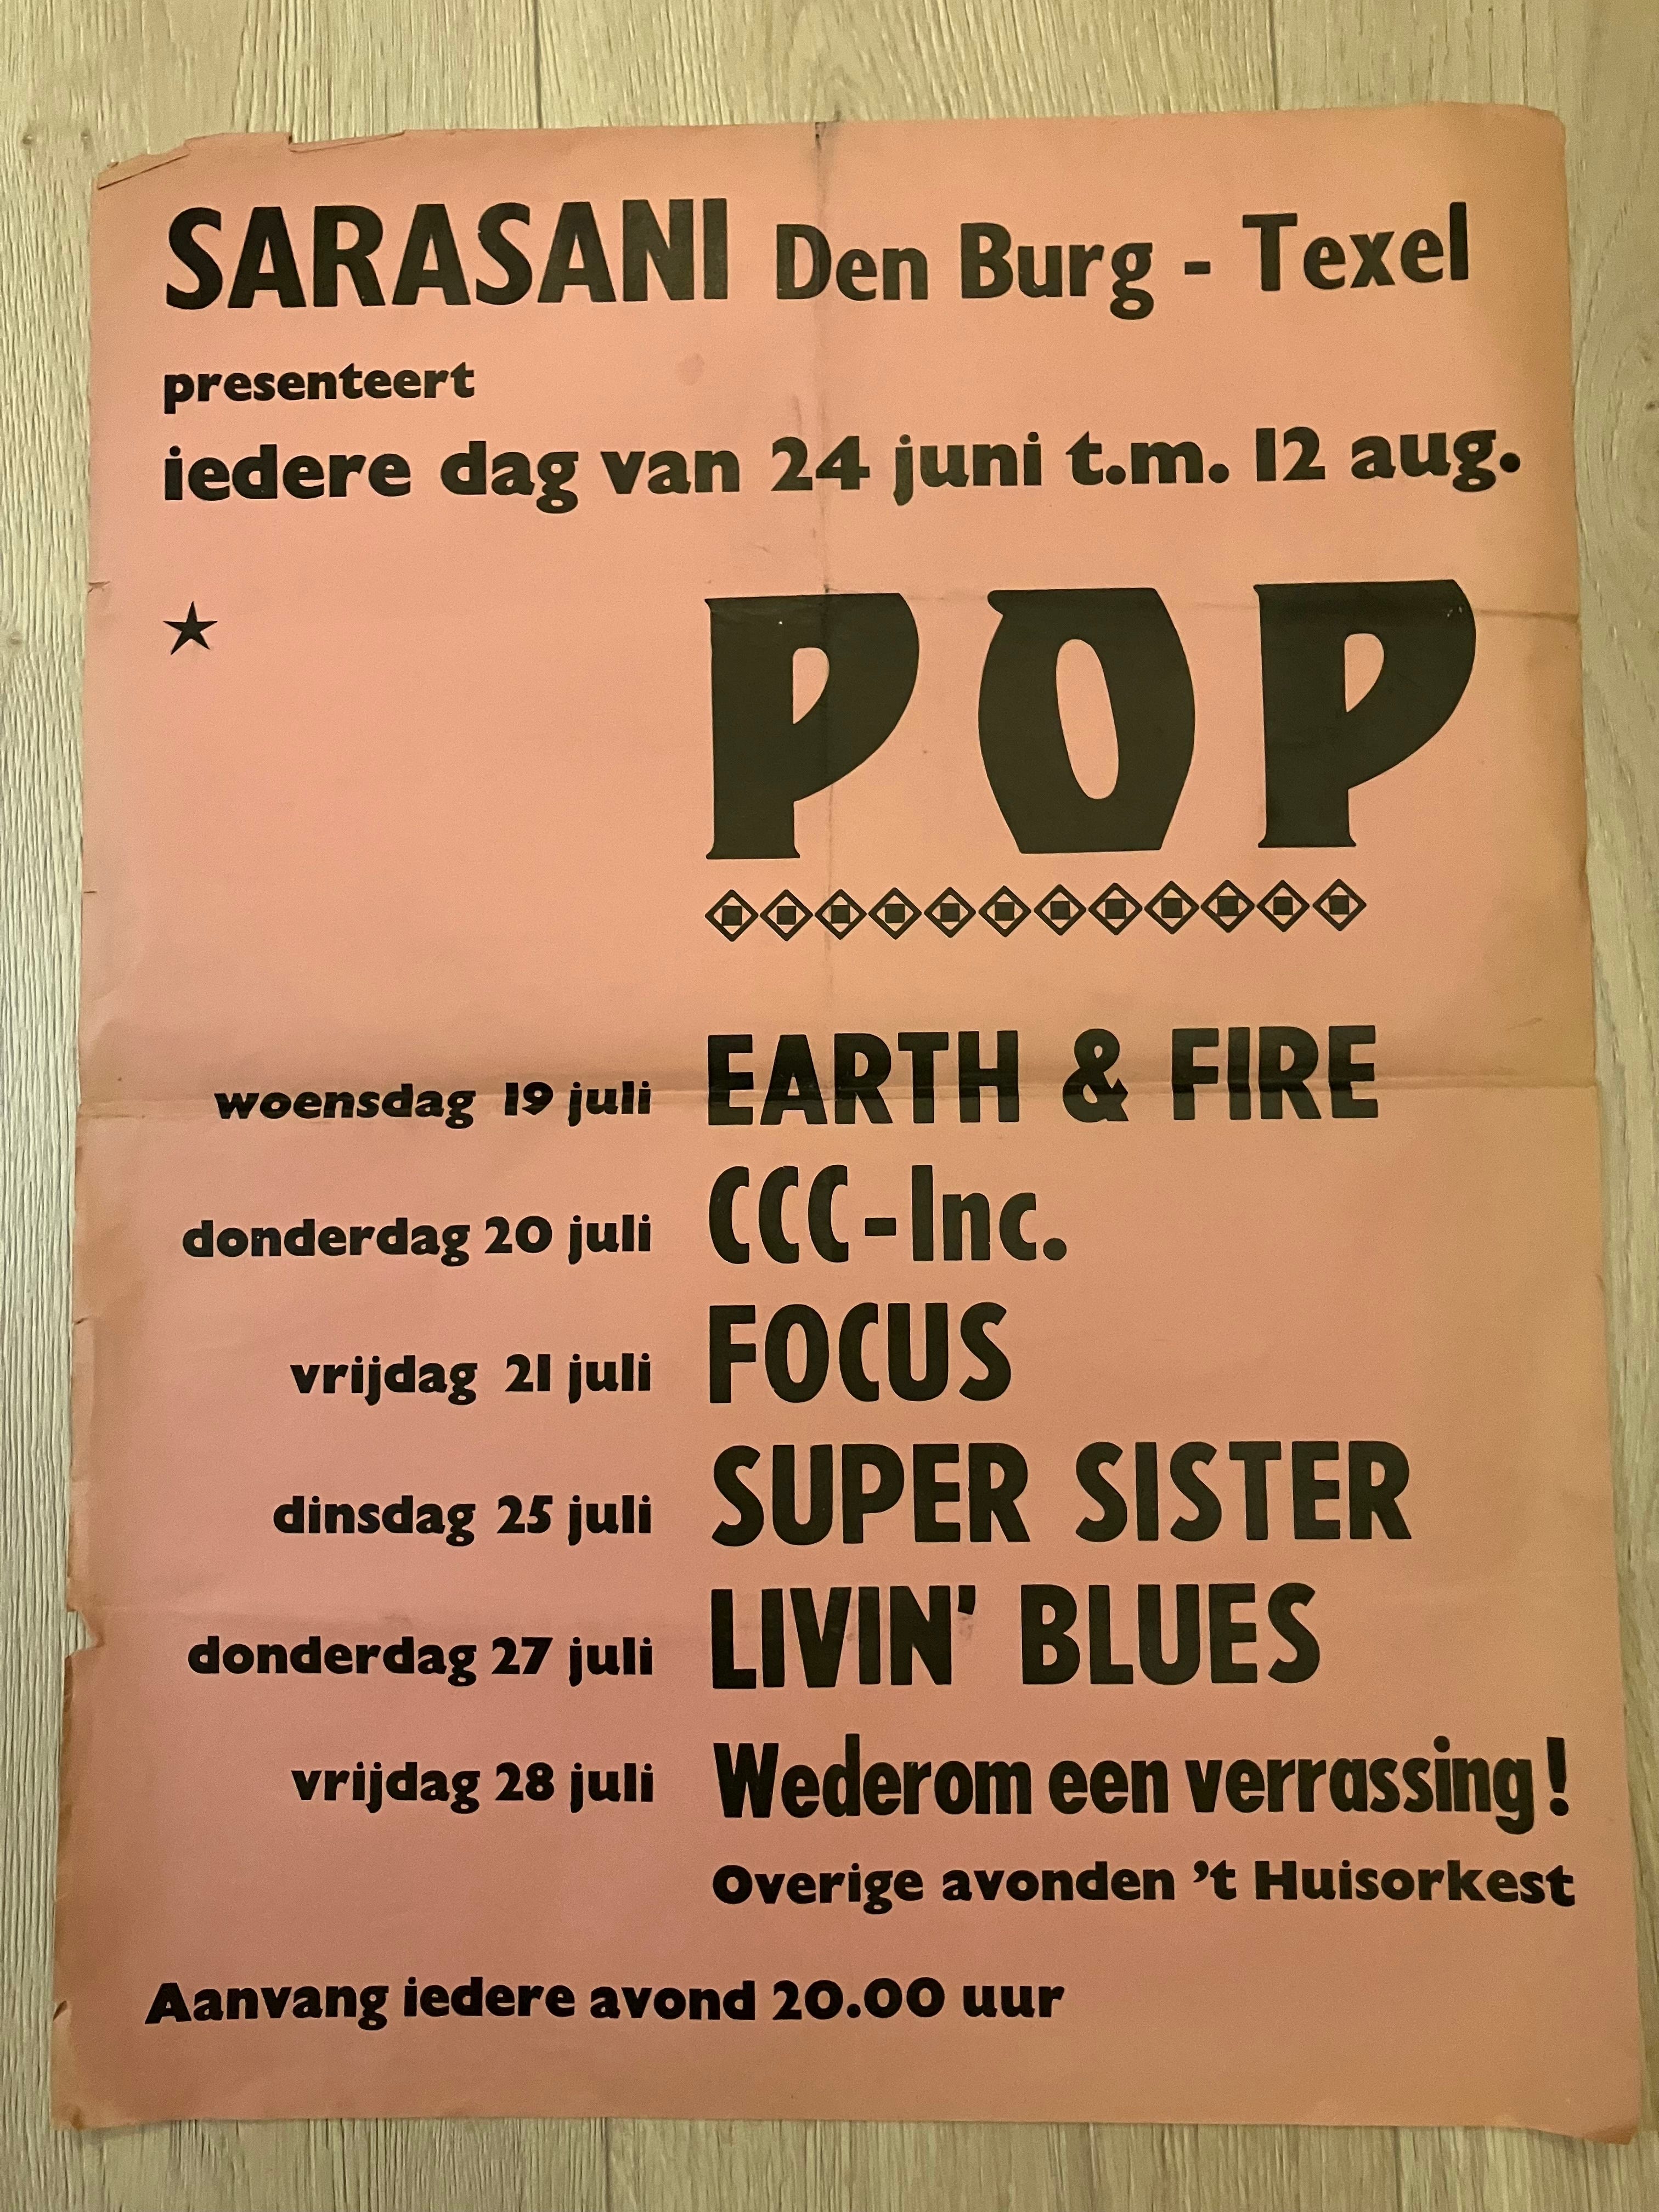 SARASANI Den Burg - Texel
presenteert
iedere dag van 24 juni t.m. 12 aug.
POP
woensdag 19 juli EARTH & FIRE
donderdag 20 juli CCC-Inc.
vrijdag 21 juli FOCUS
dinsdag 25 juli SUPER SISTER
donderdag 27 juli LIVIN' BLUES
vrijdag 28 juli Wederom een verrassing!
Overige avonden 't Huisorkest
Aanvang iedere avond 20.00 uur